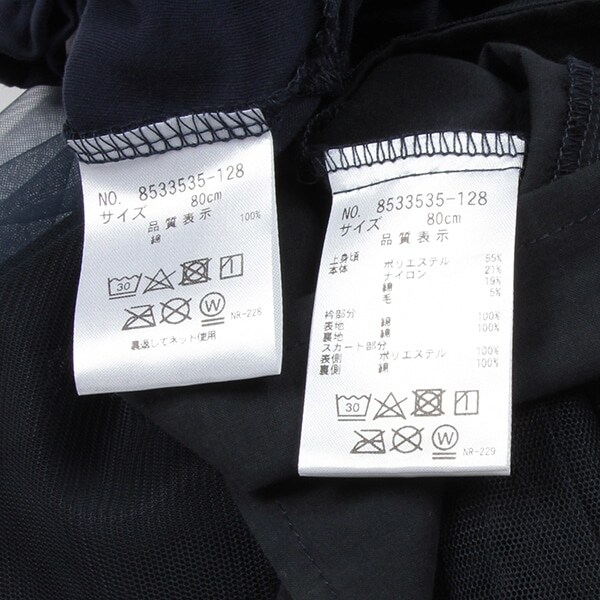 NO. 8533535-128
サイズ 80cm
品質表示
綿 100%
30
W
NR-228
裏返してネット使用
NO. 8533535-128
サイズ 80cm
品質表示
上身頃
本体 ポリエステル 55%
ナイロン 21%
綿 19%
毛 5%
衿部分
表地 綿 100%
裏地 綿 100%
スカート部分
表側 ポリエステル 100%
裏側 綿 100%
30
W
NR-229